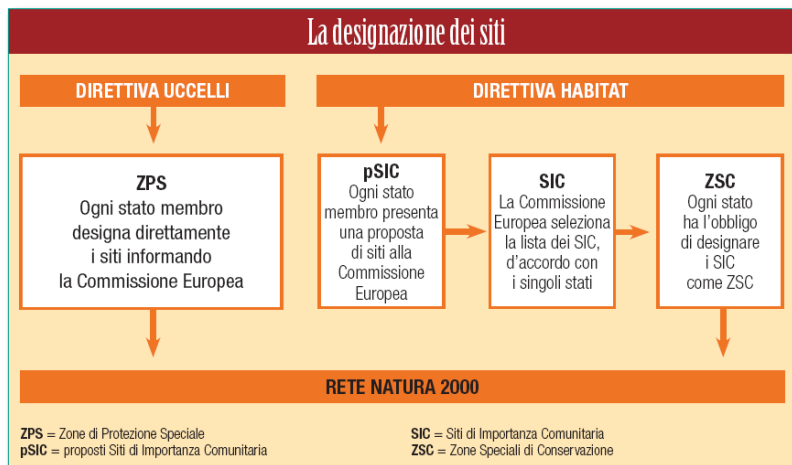 La designazione dei siti
DIRETTIVA UCCELLI
DIRETTIVA HABITAT
ZPS
Ogni stato membro
designa direttamente
i siti informando
la Commissione Europea
pSIC
Ogni stato
membro presenta
una proposta
di siti alla
Commissione
Europea
SIC
La Commissione
Europea seleziona
la lista dei SIC,
d'accordo con
i singoli stati
ZSC
Ogni stato
ha l'obbligo
di designare
i SIC
come ZSC
RETE NATURA 2000
ZPS = Zone di Protezione Speciale
pSIC = proposti Siti di Importanza Comunitaria
SIC = Siti di Importanza Comunitaria
ZSC = Zone Speciali di Conservazione